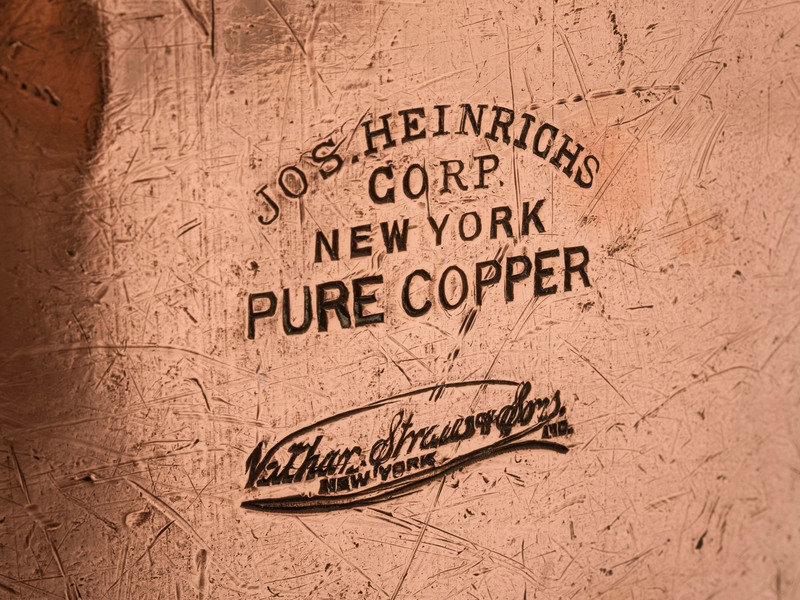 JOS. HEINRICHS
CORP.
NEW YORK
PURE COPPER
Nathan Straus & Sons.
INC.
NEW YORK